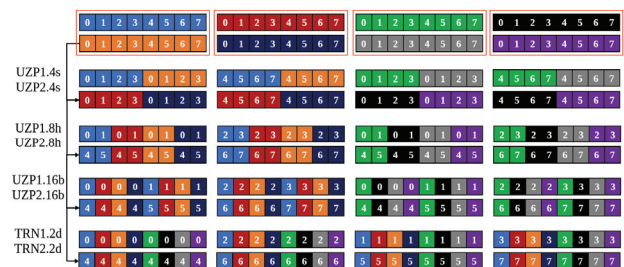 0 1 2 3 4 5 6 7 0 1 2 3 4 5 6 7 0 1 2 3 4 5 6 7 0 1 2 3 4 5 6 7
0 1 2 3 4 5 6 7 0 1 2 3 4 5 6 7 0 1 2 3 4 5 6 7 0 1 2 3 4 5 6 7
UZP1.4s 0 1 2 3 0 1 2 3 4 5 6 7 4 5 6 7 0 1 2 3 0 1 2 3 4 5 6 7 4 5 6 7
UZP2.4s 0 1 2 3 0 1 2 3 4 5 6 7 4 5 6 7 0 1 2 3 0 1 2 3 4 5 6 7 4 5 6 7
UZP1.8h 0 1 0 1 0 1 0 1 2 3 2 3 2 3 2 3 0 1 0 1 0 1 0 1 2 3 2 3 2 3 2 3
UZP2.8h 4 5 4 5 4 5 4 5 6 7 6 7 6 7 6 7 4 5 4 5 4 5 4 5 6 7 6 7 6 7 6 7
UZP1.16b 0 0 0 0 1 1 1 1 2 2 2 2 3 3 3 3 0 0 0 0 1 1 1 1 2 2 2 2 3 3 3 3
UZP2.16b 4 4 4 4 5 5 5 5 6 6 6 6 7 7 7 7 4 4 4 4 5 5 5 5 6 6 6 6 7 7 7 7
TRN1.2d 0 0 0 0 0 0 0 0 2 2 2 2 2 2 2 2 1 1 1 1 1 1 1 1 3 3 3 3 3 3 3 3
TRN2.2d 4 4 4 4 4 4 4 4 6 6 6 6 6 6 6 6 5 5 5 5 5 5 5 5 7 7 7 7 7 7 7 7